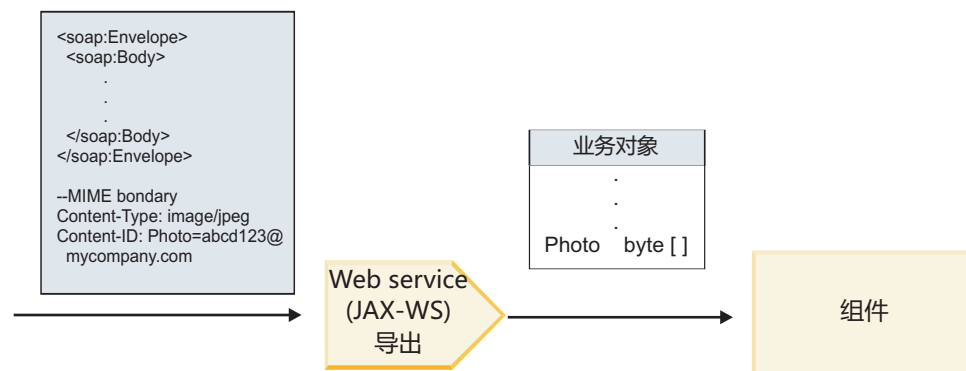 <soap:Envelope>
<soap:Body>
.
.
.
</soap:Body>
</soap:Envelope>
--MIME bondary
Content-Type: image/jpeg
Content-ID: Photo=abcd123@
mycompany.com
Web service
(JAX-WS)
导出
业务对象
.
.
.
Photo byte [ ]
组件